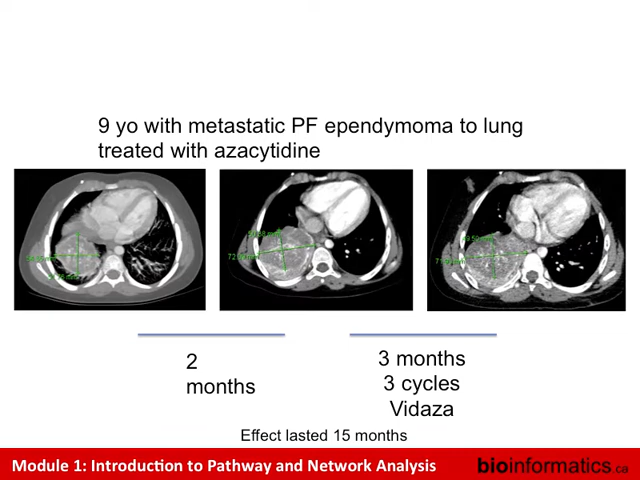 9 yo with metastatic PF ependymoma to lung
treated with azacytidine
2
months
3 months
3 cycles
Vidaza
Effect lasted 15 months
Module 1: Introduction to Pathway and Network Analysis
bioinformatics.ca